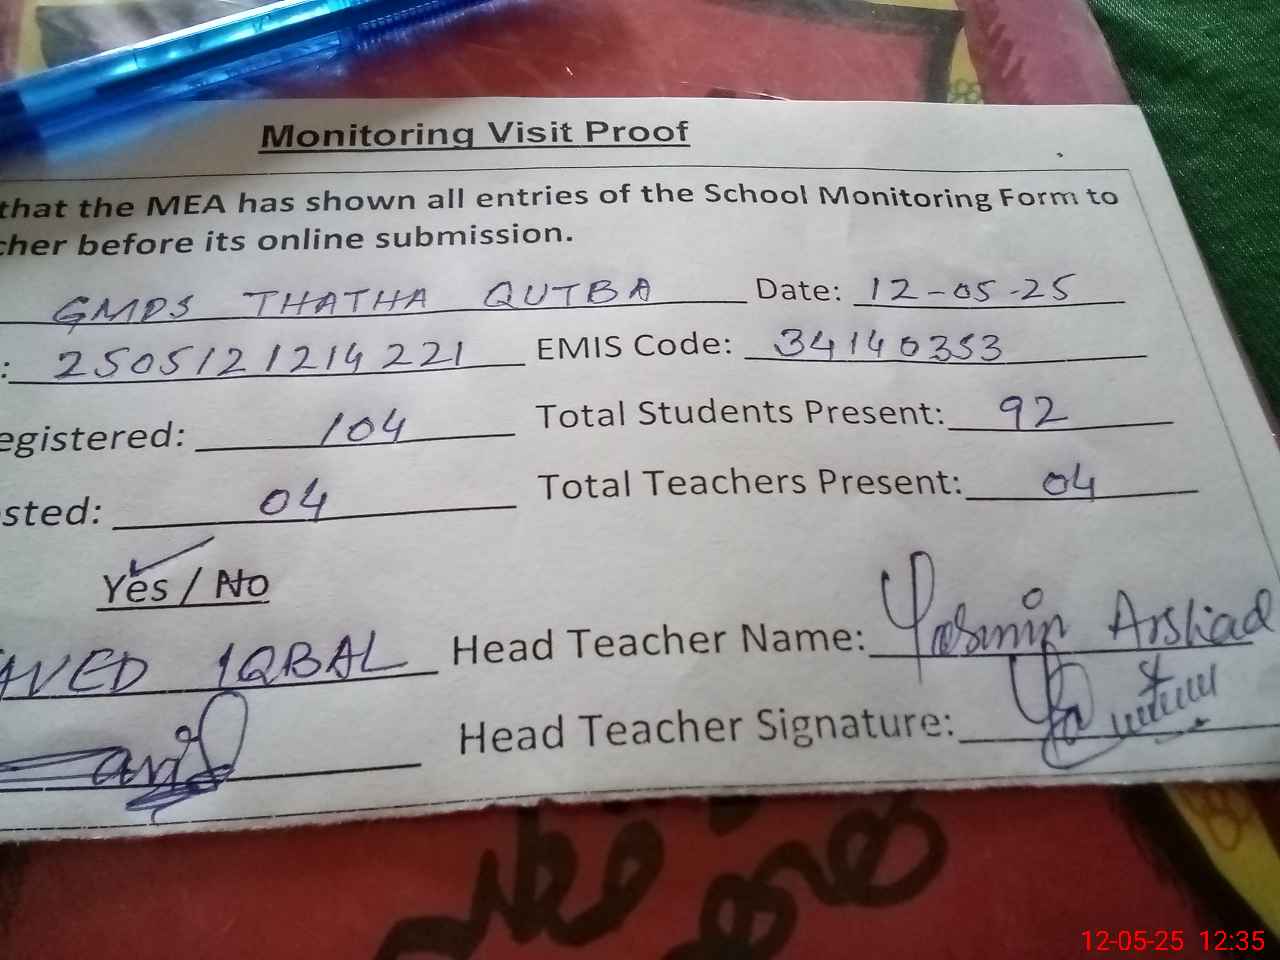 Monitoring Visit Proof
that the MEA has shown all entries of the School Monitoring Form to
cher before its online submission.
GMPS THATHA QUTBA Date: 12-05-25
: 2505121214221 EMIS Code: 34140353
egistered: 104 Total Students Present: 92
sted: 04 Total Teachers Present: 04
Yes / No
AVED IQBAL Head Teacher Name: Yasmin Arshad
Head Teacher Signature:
12-05-25 12:35